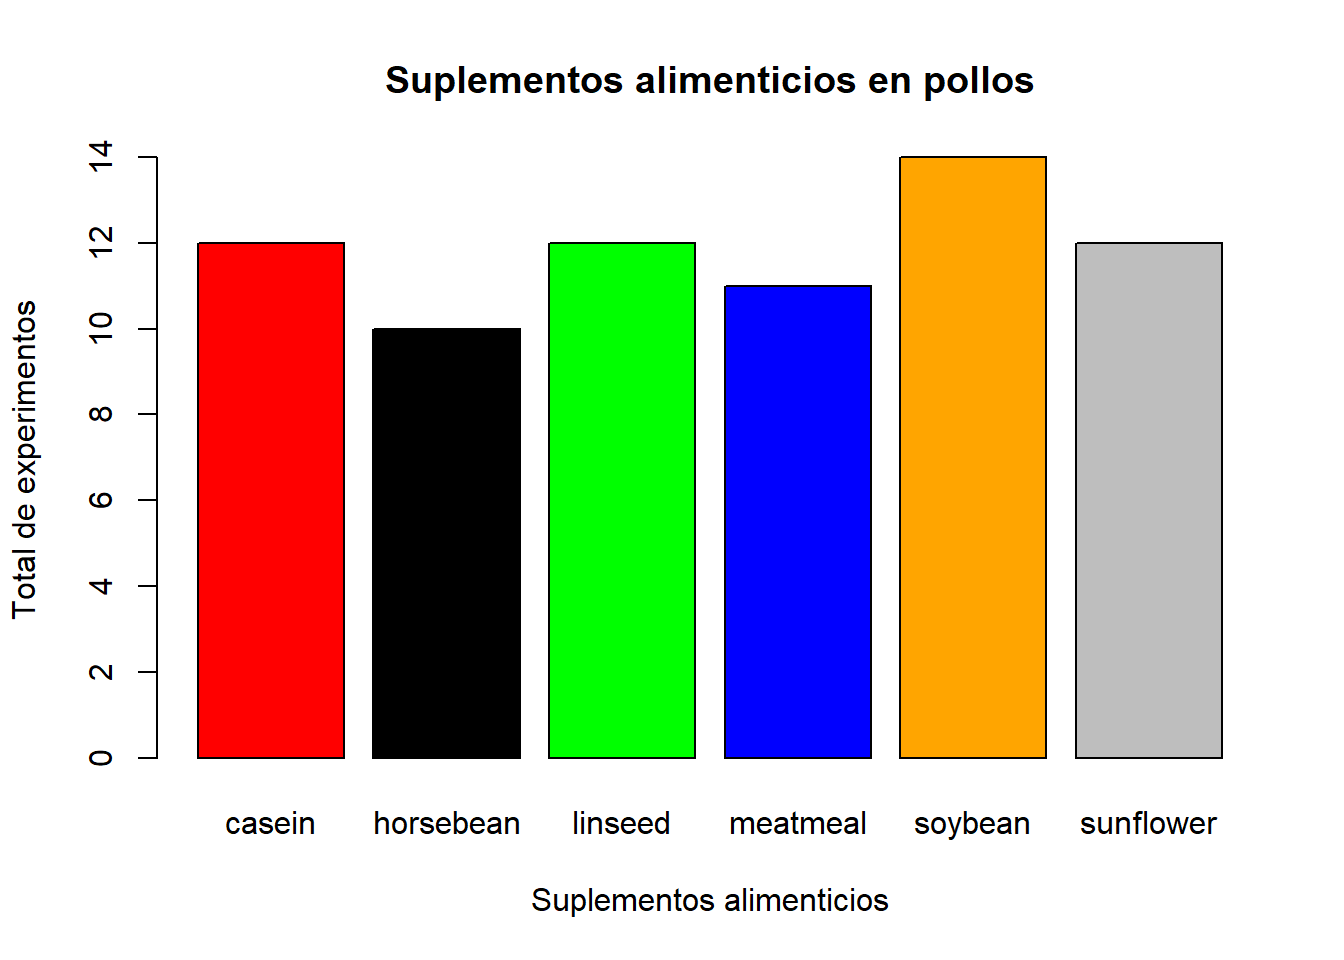 Suplementos alimenticios en pollos
Total de experimentos
14
12
10
8
6
4
2
0
casein horsebean linseed meatmeal soybean sunflower
Suplementos alimenticios